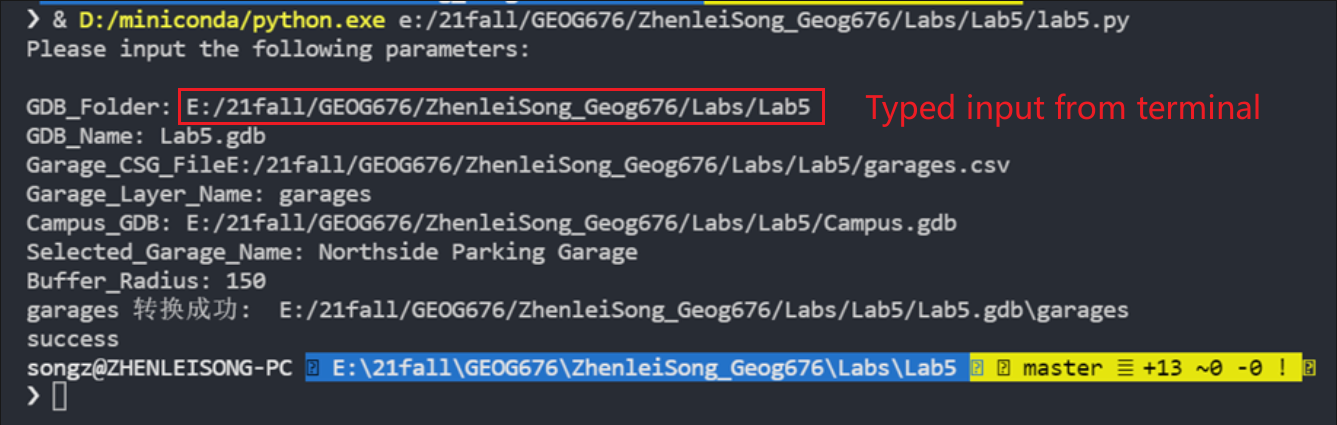 ❯ & D:/miniconda/python.exe e:/21fall/GEOG676/ZhenleiSong_Geog676/Labs/Lab5/lab5.py
Please input the following parameters:
GDB_Folder: E:/21fall/GEOG676/ZhenleiSong_Geog676/Labs/Lab5 Typed input from terminal
GDB_Name: Lab5.gdb
Garage_CSG_FileE:/21fall/GEOG676/ZhenleiSong_Geog676/Labs/Lab5/garages.csv
Garage_Layer_Name: garages
Campus_GDB: E:/21fall/GEOG676/ZhenleiSong_Geog676/Labs/Lab5/Campus.gdb
Selected_Garage_Name: Northside Parking Garage
Buffer_Radius: 150
garages 转换成功: E:/21fall/GEOG676/ZhenleiSong_Geog676/Labs/Lab5/Lab5.gdb\garages
success
songz@ZHENLEISONG-PC E:\21fall\GEOG676\ZhenleiSong_Geog676\Labs\Lab5 master ≡ +13 ~0 -0 !
❯